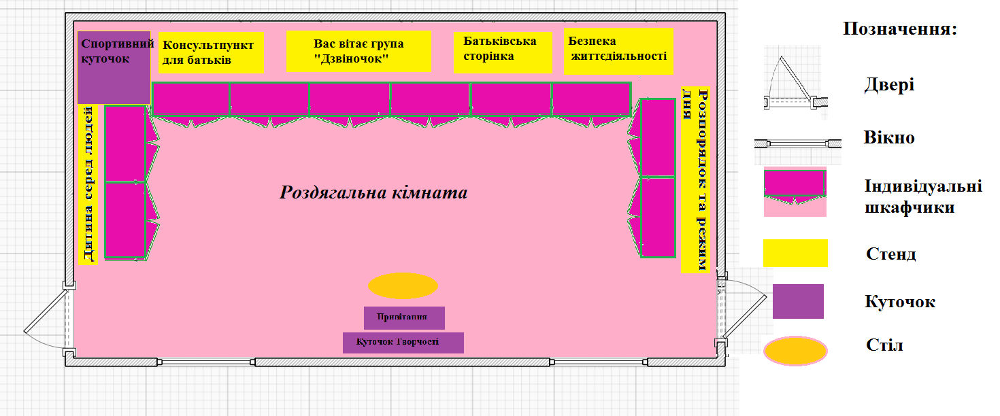 Спортивний
куточок
Консультпункт
для батьків
Вас вітає група
"Дзвіночок"
Батьківська
сторінка
Безпека
життєдіяльності
Дитина серед людей
Розпорядок та режим
дня
Роздягальна кімната
Привітання
Куточок Творчості
Позначення:
Двері
Вікно
Індивідуальні
шкафчики
Стенд
Куточок
Стіл